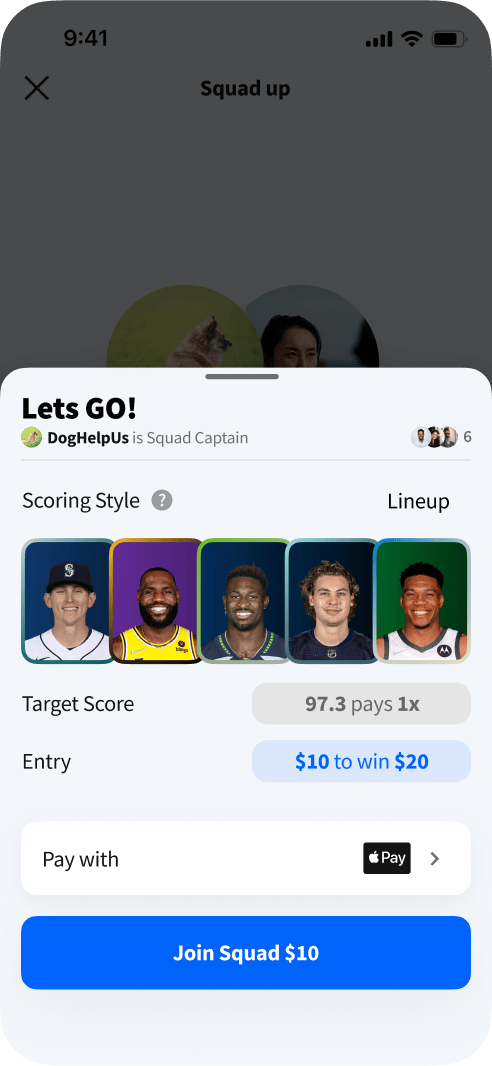 9:41
Squad up
Lets GO!
DogHelpUs is Squad Captain 6
Scoring Style ? Lineup
S
Target Score 97.3 pays 1x
Entry $10 to win $20
Pay with Pay
Join Squad $10